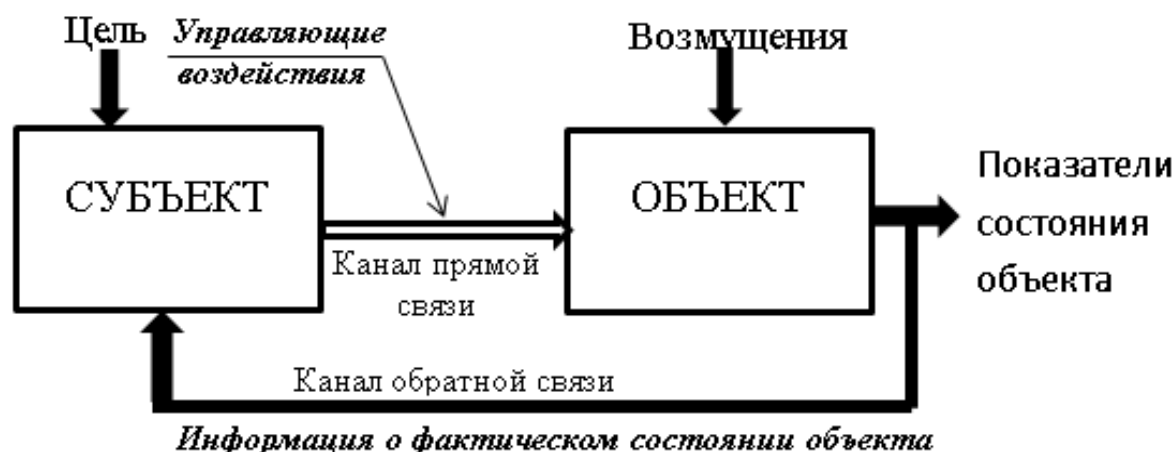 Цель
Управляющие
воздействия
Возмущения
СУБЪЕКТ
ОБЪЕКТ
Показатели
состояния
объекта
Канал прямой
связи
Канал обратной связи
Информация о фактическом состоянии объекта